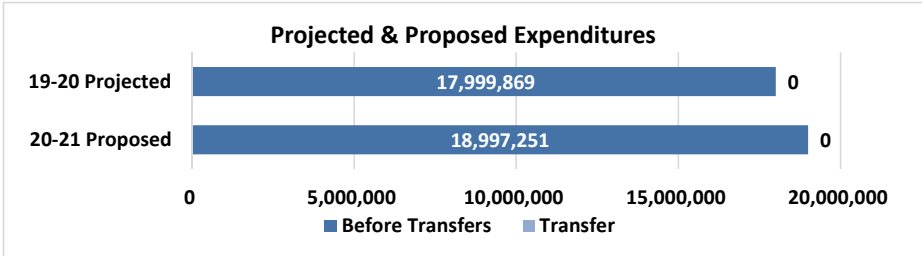 Projected & Proposed Expenditures
19-20 Projected 17,999,869 0
20-21 Proposed 18,997,251 0
0 5,000,000 10,000,000 15,000,000 20,000,000
Before Transfers Transfer